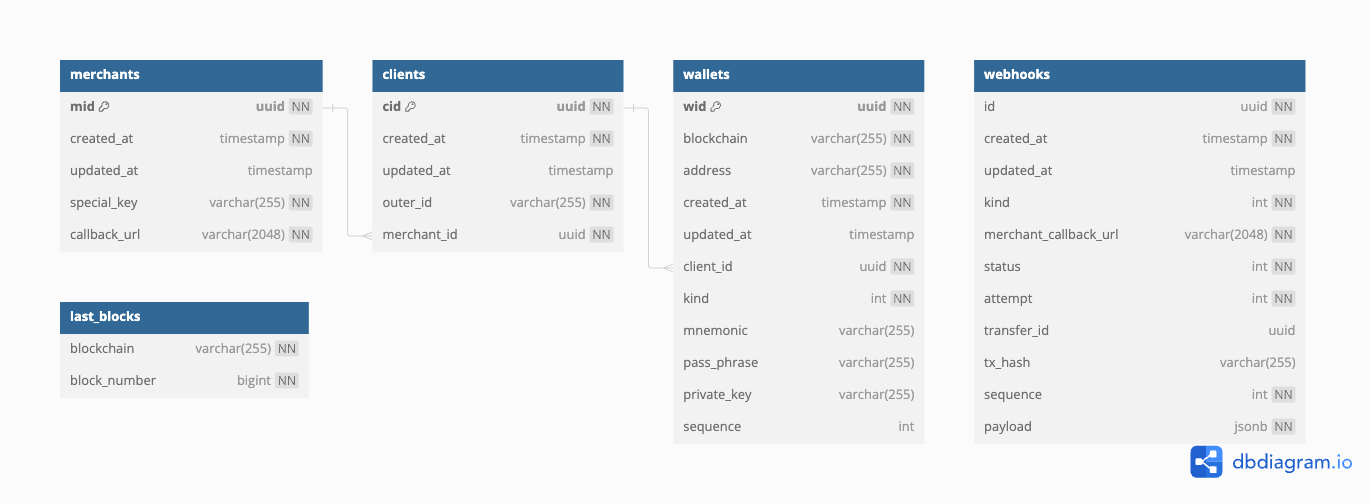 merchants
mid uuid NN
created_at timestamp NN
updated_at timestamp
special_key varchar(255) NN
callback_url varchar(2048) NN
clients
cid uuid NN
created_at timestamp NN
updated_at timestamp
outer_id varchar(255) NN
merchant_id uuid NN
wallets
wid uuid NN
blockchain varchar(255) NN
address varchar(255) NN
created_at timestamp NN
updated_at timestamp
client_id uuid NN
kind int NN
mnemonic varchar(255)
pass_phrase varchar(255)
private_key varchar(255)
sequence int
webhooks
id uuid NN
created_at timestamp NN
updated_at timestamp
kind int NN
merchant_callback_url varchar(2048) NN
status int NN
attempt int NN
transfer_id uuid
tx_hash varchar(255)
sequence int NN
payload jsonb NN
last_blocks
blockchain varchar(255) NN
block_number bigint NN
dbdiagram.io